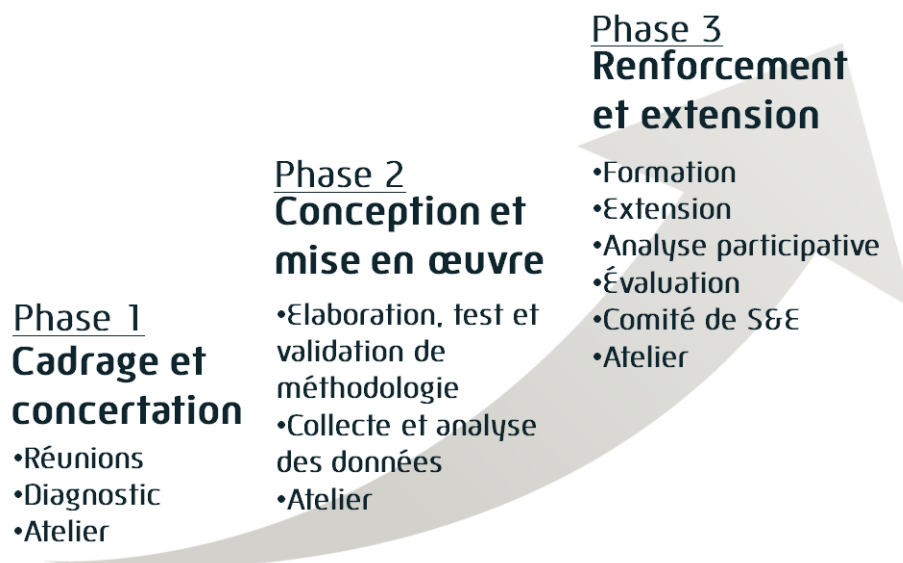 Phase 1
Cadrage et
concertation
•Réunions
•Diagnostic
•Atelier
Phase 2
Conception et
mise en œuvre
•Elaboration, test et
validation de
méthodologie
•Collecte et analyse
des données
•Atelier
Phase 3
Renforcement
et extension
•Formation
•Extension
•Analyse participative
•Évaluation
•Comité de S&E
•Atelier